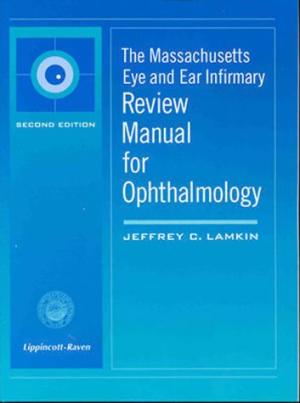 The Massachusetts
Eye and Ear Infirmary
Review
Manual
for
Ophthalmology
SECOND EDITION
JEFFREY C. LAMKIN
Lippincott-Raven